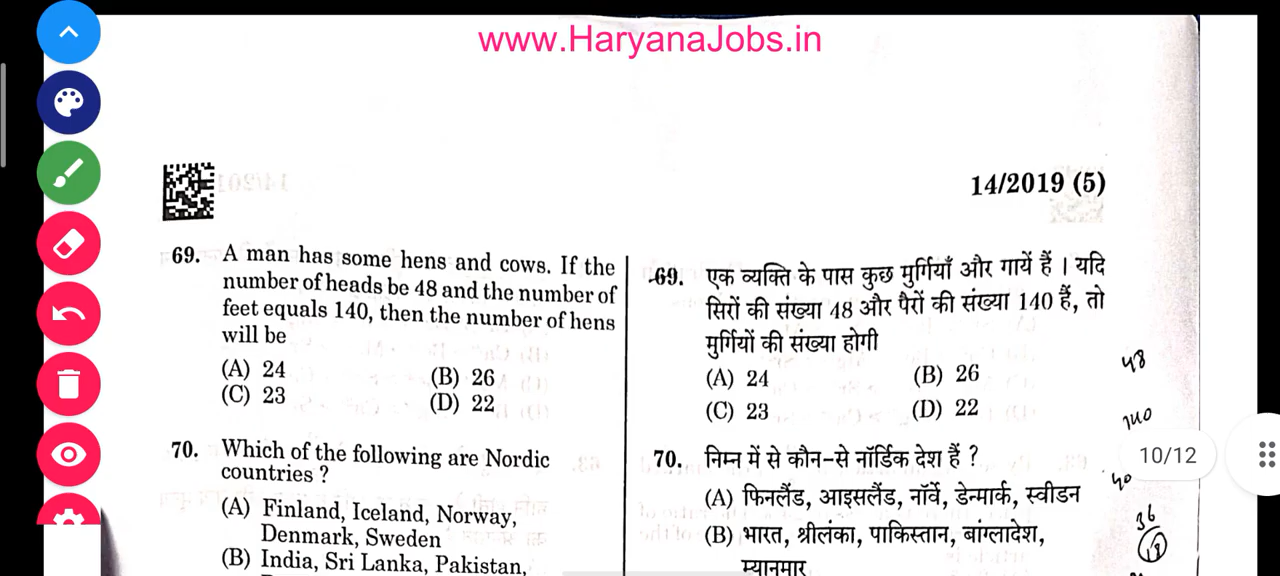 www.HaryanaJobs.in
14/2019 (5)
69. A man has some hens and cows. If the
number of heads be 48 and the number of
feet equals 140, then the number of hens
will be
(A) 24 (B) 26
(C) 23 (D) 22
70. Which of the following are Nordic
countries ?
(A) Finland, Iceland, Norway,
Denmark, Sweden
(B) India, Sri Lanka, Pakistan,
69. एक व्यक्ति के पास कुछ मुर्गियाँ और गायें हैं । यदि
सिरों की संख्या 48 और पैरों की संख्या 140 हैं, तो
मुर्गियों की संख्या होगी
(A) 24 (B) 26
(C) 23 (D) 22
70. निम्न में से कौन-से नॉर्डिक देश हैं ?
(A) फिनलैंड, आइसलैंड, नॉर्वे, डेन्मार्क, स्वीडन
(B) भारत, श्रीलंका, पाकिस्तान, बांग्लादेश,
म्यानमार
48
140
10/12
36
18